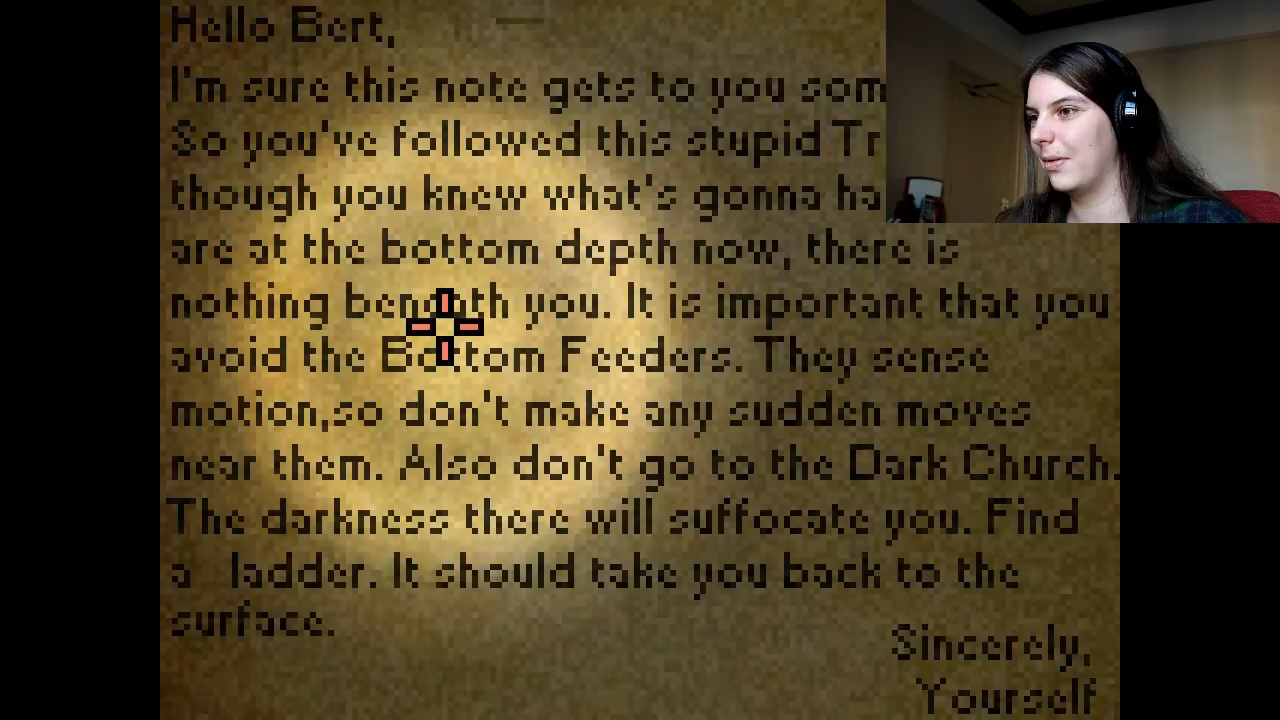 Hello Bert,
I'm sure this note gets to you som
So you've followed this stupid Tr
though you knew what's gonna ha
are at the bottom depth now, there is
nothing beneath you. It is important that you
avoid the Bottom Feeders. They sense
motion,so don't make any sudden moves
near them. Also don't go to the Dark Church.
The darkness there will suffocate you. Find
a ladder. It should take you back to the
surface.
Sincerely,
Yourself